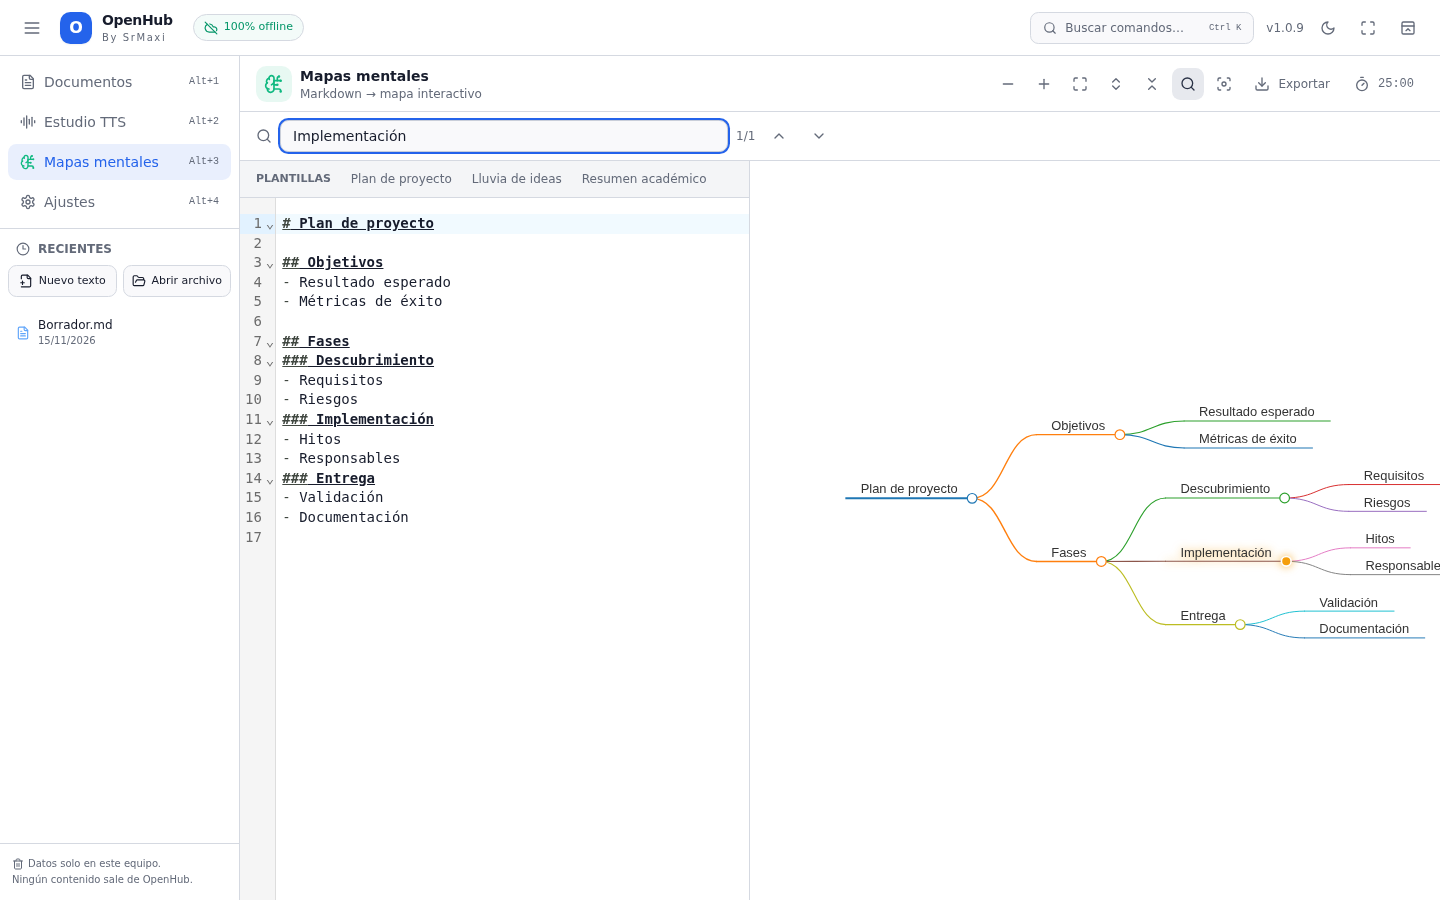 OpenHub
By SrMaxi
100% offline
Buscar comandos...
Ctrl K
v1.0.9
Documentos Alt+1
Estudio TTS Alt+2
Mapas mentales Alt+3
Ajustes Alt+4
RECIENTES
Nuevo texto
Abrir archivo
Borrador.md
15/11/2026
Datos solo en este equipo.
Ningún contenido sale de OpenHub.
Mapas mentales
Markdown → mapa interactivo
Exportar
25:00
Implementación
1/1
PLANTILLAS Plan de proyecto Lluvia de ideas Resumen académico
1 # Plan de proyecto
2
3 ## Objetivos
4 - Resultado esperado
5 - Métricas de éxito
6
7 ## Fases
8 ### Descubrimiento
9 - Requisitos
10 - Riesgos
11 ### Implementación
12 - Hitos
13 - Responsables
14 ### Entrega
15 - Validación
16 - Documentación
17
Plan de proyecto
Objetivos
Resultado esperado
Métricas de éxito
Fases
Descubrimiento
Requisitos
Riesgos
Implementación
Hitos
Responsable
Entrega
Validación
Documentación